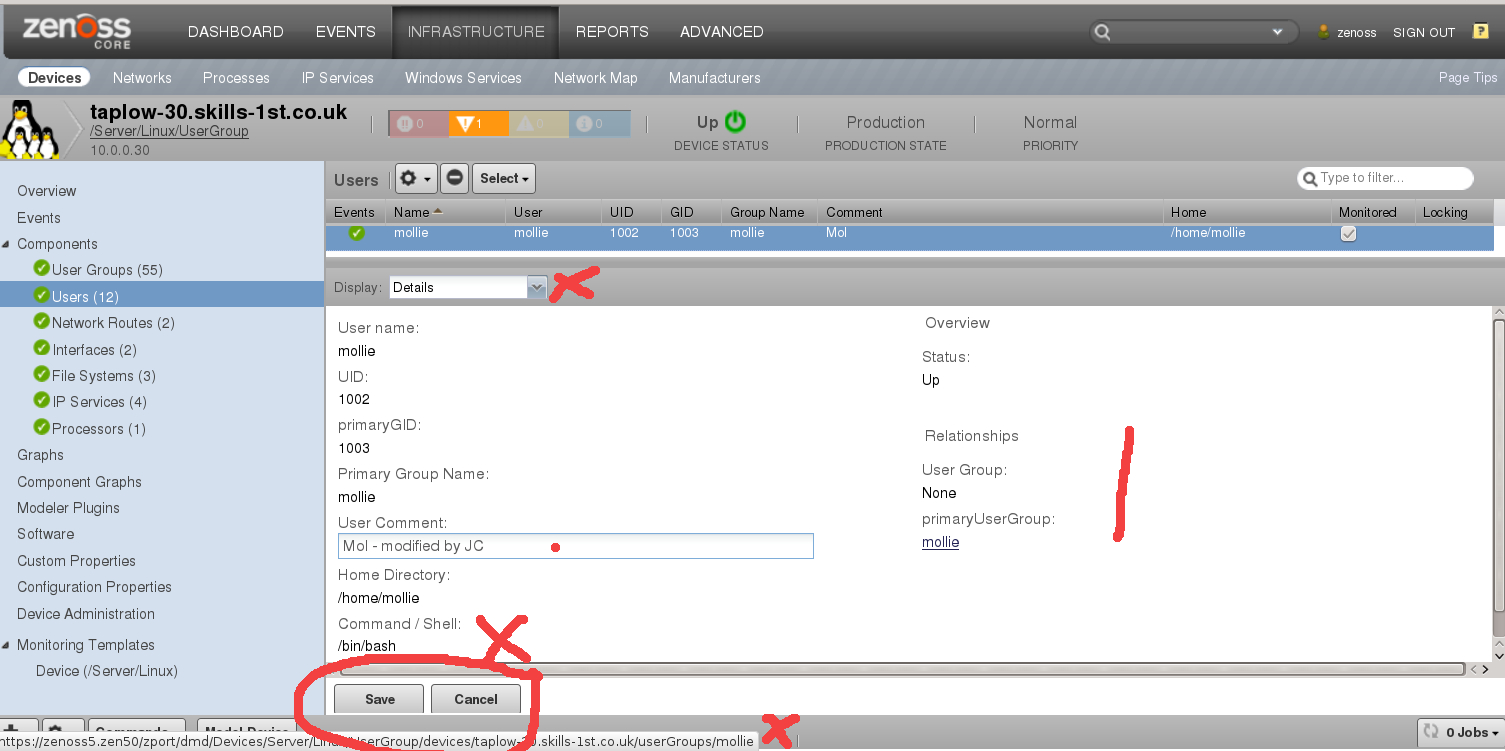 zenoss
CORE
DASHBOARD EVENTS INFRASTRUCTURE REPORTS ADVANCED
zenoss SIGN OUT ?
Devices Networks Processes IP Services Windows Services Network Map Manufacturers Page Tips
taplow-30.skills-1st.co.uk
/Server/Linux/UserGroup
10.0.0.30
0 1 0 0
Up
DEVICE STATUS
Production
PRODUCTION STATE
Normal
PRIORITY
Overview
Events
Components
User Groups (55)
Users (12)
Network Routes (2)
Interfaces (2)
File Systems (3)
IP Services (4)
Processors (1)
Graphs
Component Graphs
Modeler Plugins
Software
Custom Properties
Configuration Properties
Device Administration
Monitoring Templates
Device (/Server/Linux)
Users Select Type to filter...
Events Name User UID GID Group Name Comment Home Monitored Locking
mollie mollie 1002 1003 mollie Mol /home/mollie
Display: Details
User name:
mollie
UID:
1002
primaryGID:
1003
Primary Group Name:
mollie
User Comment:
Mol - modified by JC
Home Directory:
/home/mollie
Command / Shell:
/bin/bash
Overview
Status:
Up
Relationships
User Group:
None
primaryUserGroup:
mollie
Save Cancel
Commands Model Device
0 Jobs
https://zenoss5.zen50/zport/dmd/Devices/Server/Linux/UserGroup/devices/taplow-30.skills-1st.co.uk/userGroups/mollie